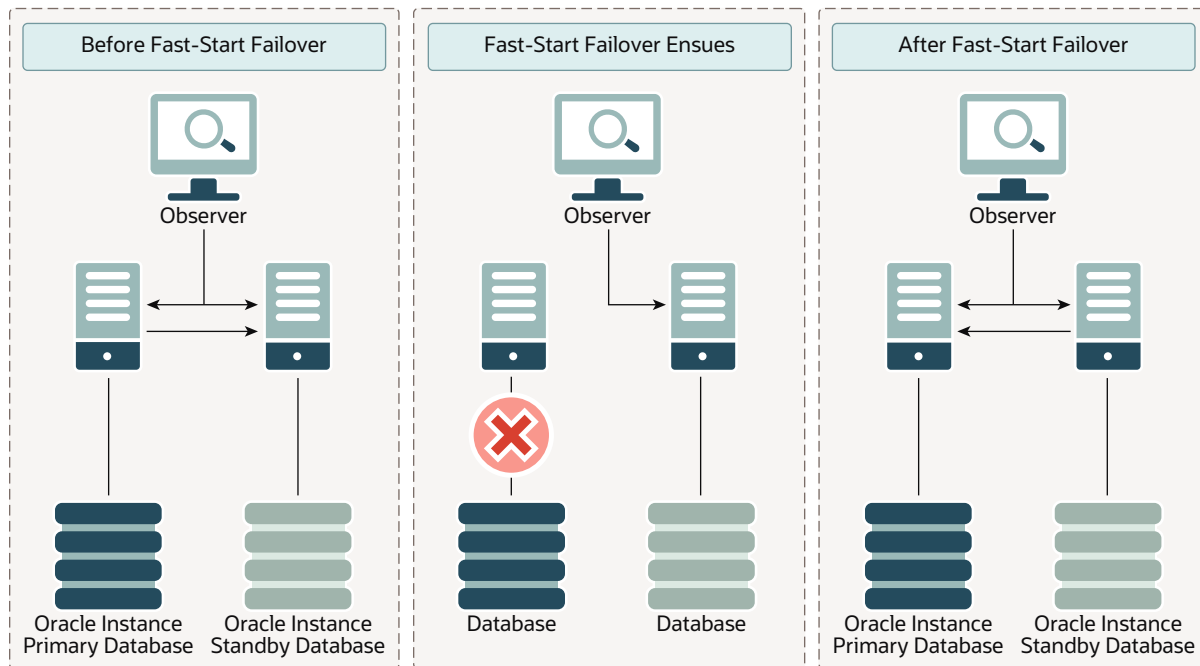 Before Fast-Start Failover
Observer
Oracle Instance
Primary Database
Oracle Instance
Standby Database
Fast-Start Failover Ensues
Observer
Database
Database
After Fast-Start Failover
Observer
Oracle Instance
Primary Database
Oracle Instance
Standby Database